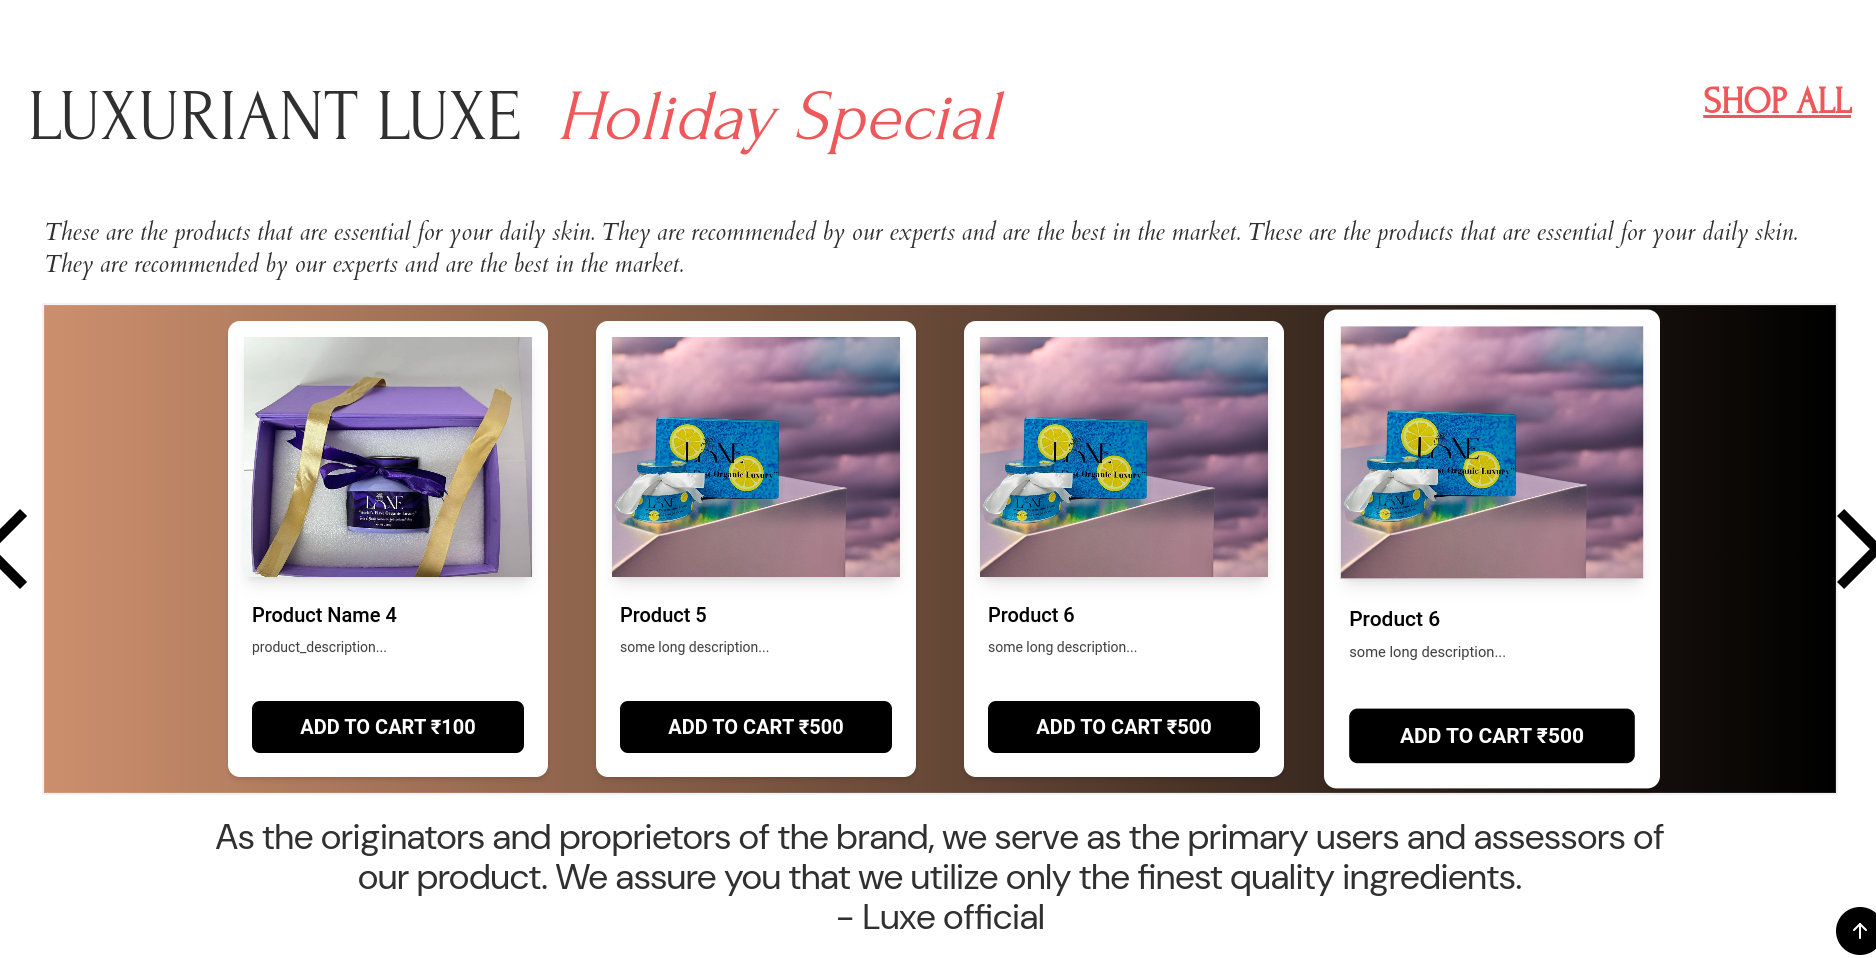 LUXURIANT LUXE Holiday Special
SHOP ALL
These are the products that are essential for your daily skin. They are recommended by our experts and are the best in the market. These are the products that are essential for your daily skin.
They are recommended by our experts and are the best in the market.
LUXE
Product Name 4
product_description...
ADD TO CART ₹100
LUXE
st Organic Luxury"
Product 5
some long description...
ADD TO CART ₹500
LUXE
st Organic Luxury"
Product 6
some long description...
ADD TO CART ₹500
LUXE
st Organic Luxury"
Product 6
some long description...
ADD TO CART ₹500
As the originators and proprietors of the brand, we serve as the primary users and assessors of
our product. We assure you that we utilize only the finest quality ingredients.
- Luxe official